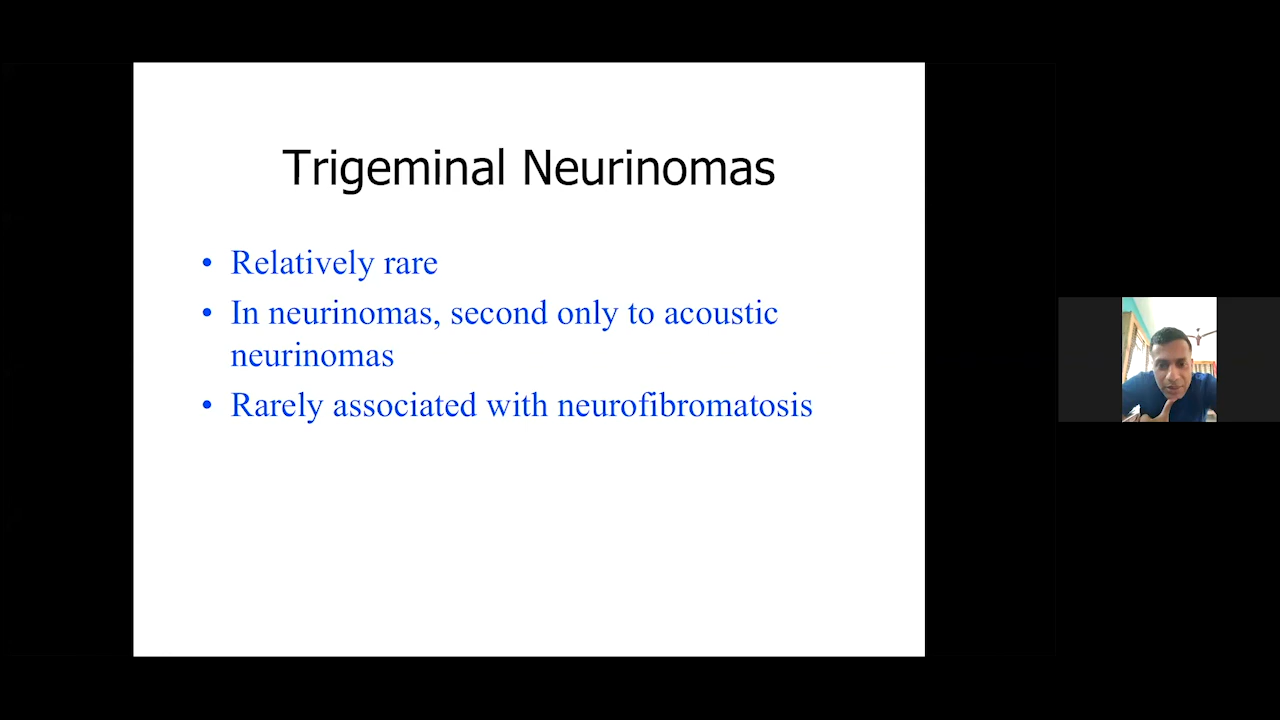 Trigeminal Neurinomas
• Relatively rare
• In neurinomas, second only to acoustic
neurinomas
• Rarely associated with neurofibromatosis